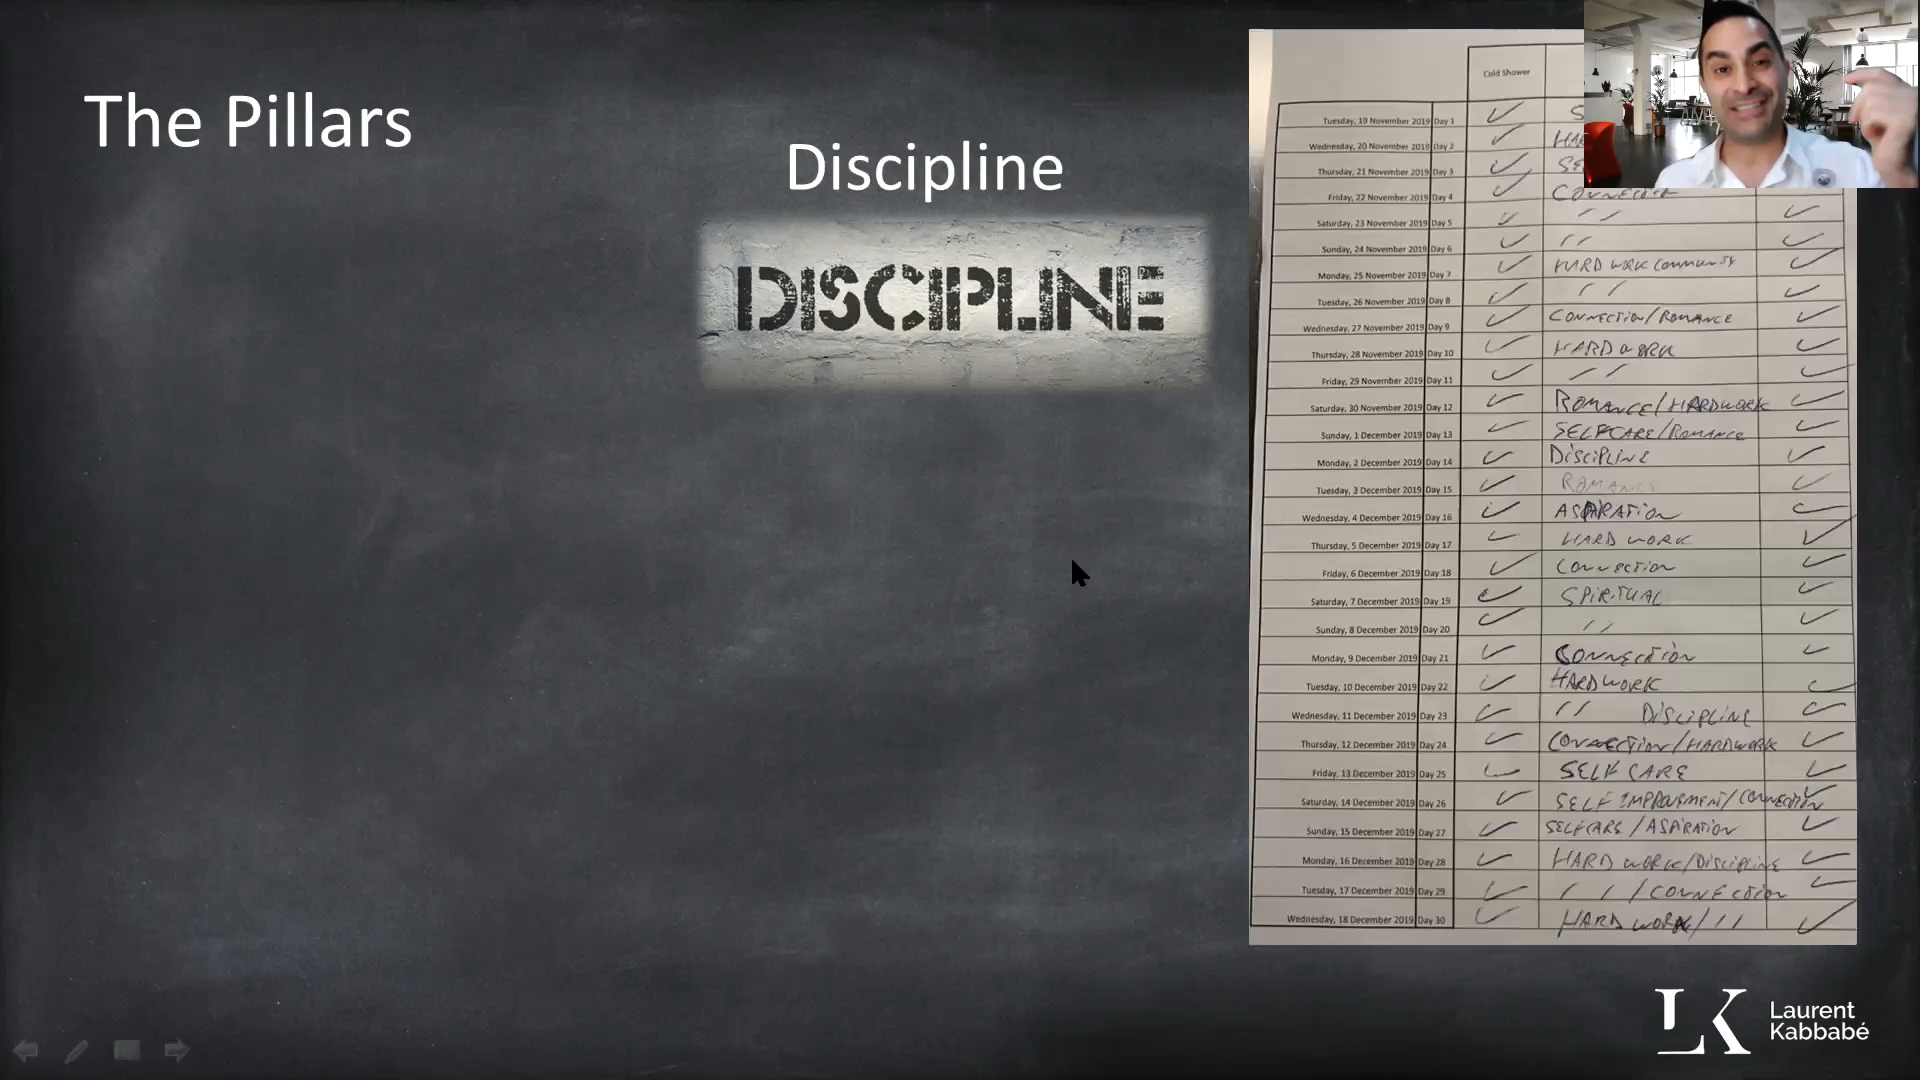 The Pillars
Discipline
DISCIPLINE
Cold Shower
Tuesday, 19 November 2019 Day 1 ✓ S
Wednesday, 20 November 2019 Day 2 ✓ HA
Thursday, 21 November 2019 Day 3 ✓ SE
Friday, 22 November 2019 Day 4 ✓ CONNECTION
Saturday, 23 November 2019 Day 5 ✓ " ✓
Sunday, 24 November 2019 Day 6 ✓ " ✓
Monday, 25 November 2019 Day 7 ✓ HARD WORK COMMUNITY ✓
Tuesday, 26 November 2019 Day 8 ✓ " ✓
Wednesday, 27 November 2019 Day 9 ✓ CONNECTION/ROMANCE ✓
Thursday, 28 November 2019 Day 10 ✓ HARD WORK ✓
Friday, 29 November 2019 Day 11 ✓ " ✓
Saturday, 30 November 2019 Day 12 ✓ ROMANCE/HARDWORK ✓
Sunday, 1 December 2019 Day 13 ✓ SELFCARE/ROMANCE ✓
Monday, 2 December 2019 Day 14 ✓ DISCIPLINE ✓
Tuesday, 3 December 2019 Day 15 ✓ ROMANCE ✓
Wednesday, 4 December 2019 Day 16 ✓ ASPIRATION ✓
Thursday, 5 December 2019 Day 17 ✓ HARD WORK ✓
Friday, 6 December 2019 Day 18 ✓ CONNECTION ✓
Saturday, 7 December 2019 Day 19 ✓ SPIRITUAL ✓
Sunday, 8 December 2019 Day 20 ✓ " ✓
Monday, 9 December 2019 Day 21 ✓ CONNECTION ✓
Tuesday, 10 December 2019 Day 22 ✓ HARDWORK ✓
Wednesday, 11 December 2019 Day 23 ✓ " DISCIPLINE ✓
Thursday, 12 December 2019 Day 24 ✓ CONNECTION/HARDWORK ✓
Friday, 13 December 2019 Day 25 ✓ SELF CARE ✓
Saturday, 14 December 2019 Day 26 ✓ SELF IMPROVEMENT/CONNECTION ✓
Sunday, 15 December 2019 Day 27 ✓ SELFCARE/ASPIRATION ✓
Monday, 16 December 2019 Day 28 ✓ HARD WORK/DISCIPLINE ✓
Tuesday, 17 December 2019 Day 29 ✓ " /CONNECTION ✓
Wednesday, 18 December 2019 Day 30 ✓ HARD WORK/ " ✓
LK
Laurent
Kabbabé